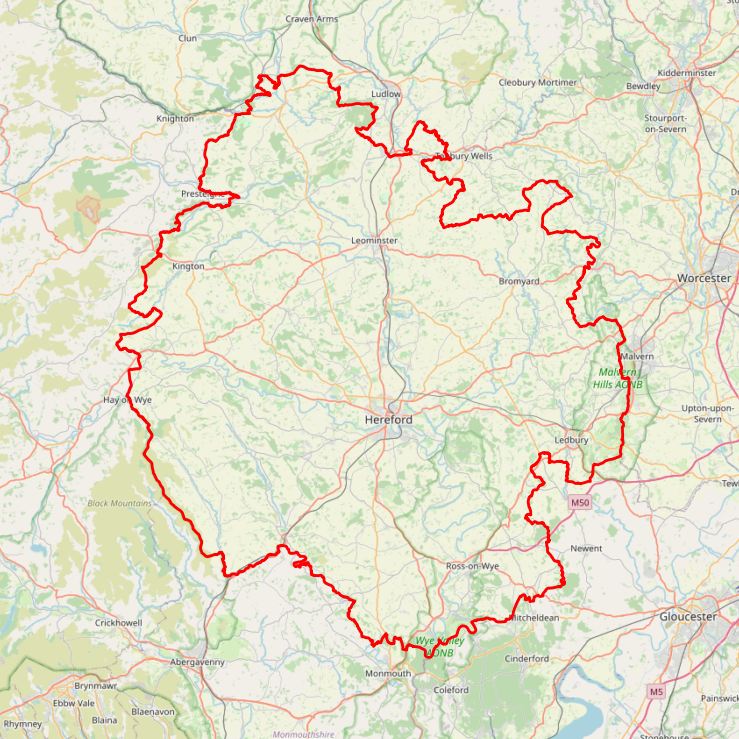 Craven Arms
Clun
Kidderminster
Cleobury Mortimer
Bewdley
Ludlow
Stourport-
on-Severn
Knighton
Tenbury Wells
Presteigne
Leominster
Kington
Bromyard
Worcester
Malvern
Malvern
Hills AONB
Hay on Wye
Upton-upon-
Severn
Hereford
Ledbury
Black Mountains
M50
Newent
Ross-on-Wye
Crickhowell
Mitcheldean
Gloucester
Wye Valley
AONB
Abergavenny
Cinderford
Monmouth
Coleford
Brynmawr
Ebbw Vale
M5
Painswick
Rhymney
Blaina
Blaenavon
Monmouthshire
Stonehouse